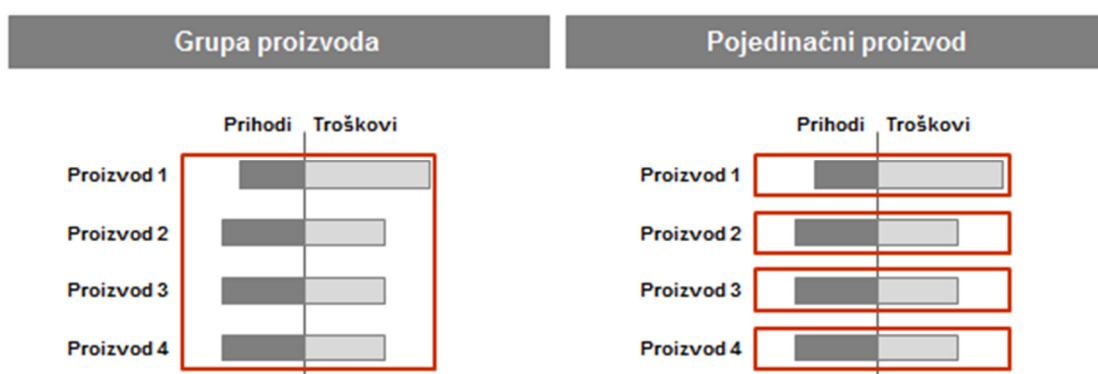 Grupa proizvoda
Prihodi Troškovi
Proizvod 1
Proizvod 2
Proizvod 3
Proizvod 4
Pojedinačni proizvod
Prihodi Troškovi
Proizvod 1
Proizvod 2
Proizvod 3
Proizvod 4